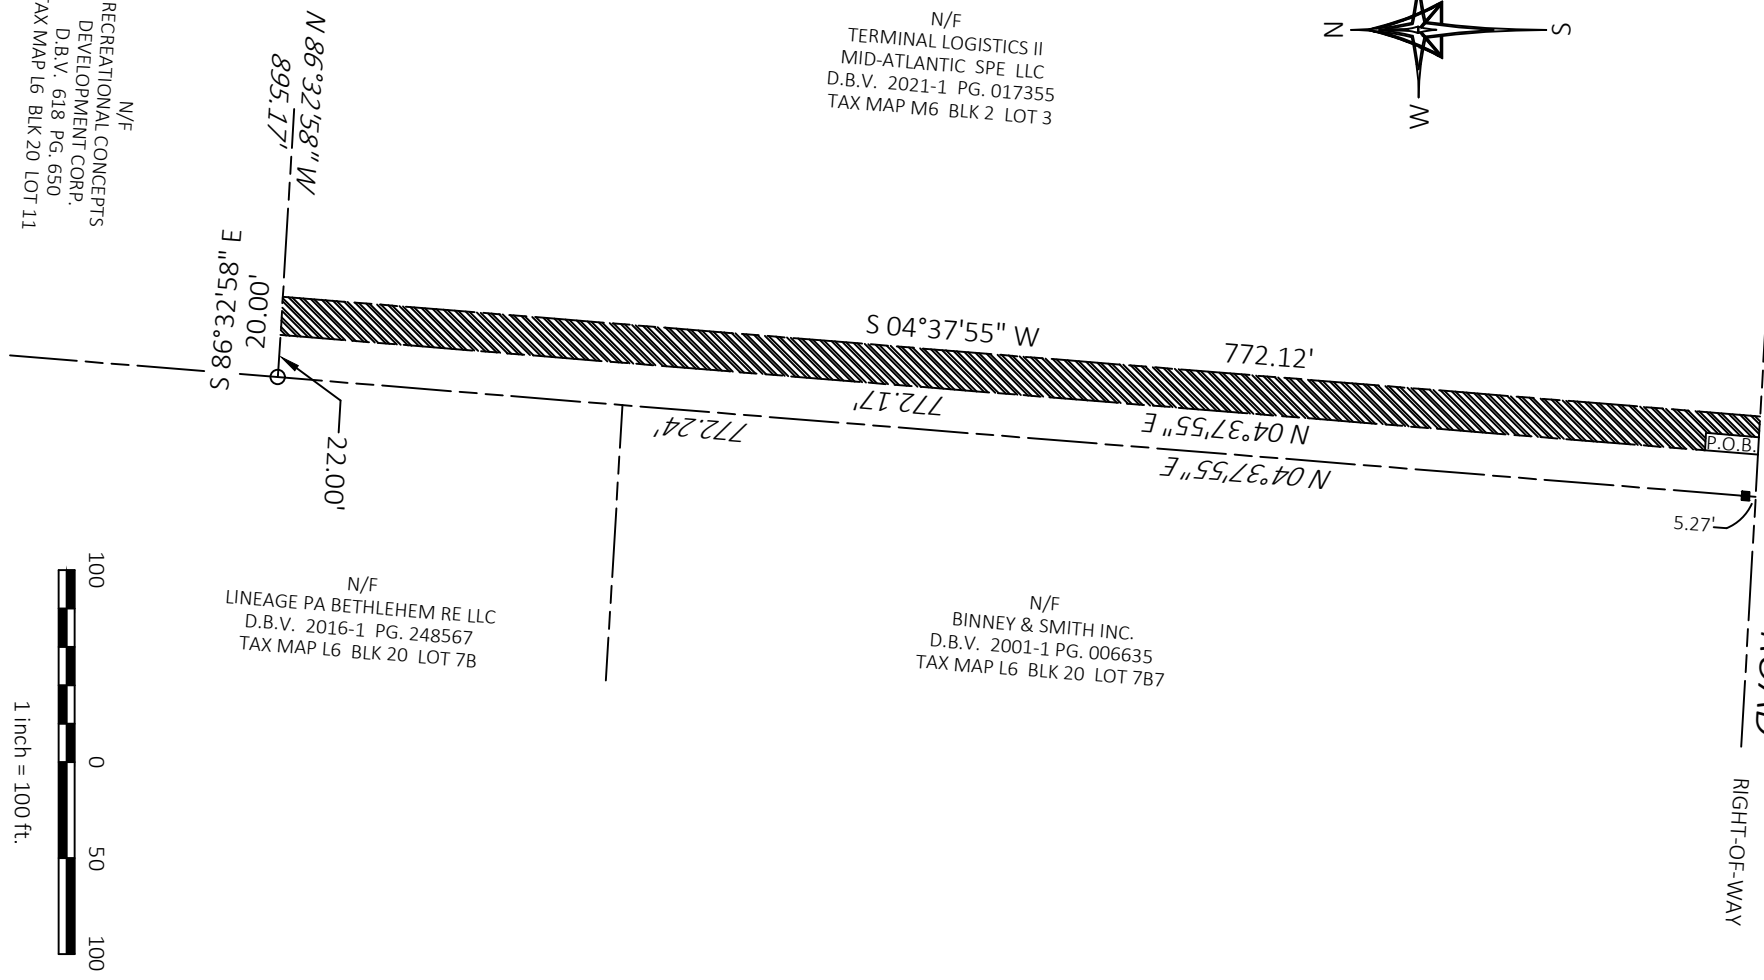 N/F
TERMINAL LOGISTICS II
MID-ATLANTIC SPE LLC
D.B.V. 2021-1 PG. 017355
TAX MAP M6 BLK 2 LOT 3
N
S
W
N/F
RECREATIONAL CONCEPTS
DEVELOPMENT CORP.
D.B.V. 618 PG. 650
TAX MAP L6 BLK 20 LOT 11
N 86°32'58" W
895.17'
S 86°32'58" E
20.00'
S 04°37'55" W
772.12'
772.17'
N 04°37'55" E
772.24'
N 04°37'55" E
P.O.B.
5.27'
22.00'
N/F
LINEAGE PA BETHLEHEM RE LLC
D.B.V. 2016-1 PG. 248567
TAX MAP L6 BLK 20 LOT 7B
N/F
BINNEY & SMITH INC.
D.B.V. 2001-1 PG. 006635
TAX MAP L6 BLK 20 LOT 7B7
RIGHT-OF-WAY
100
0
50
100
1 inch = 100 ft.